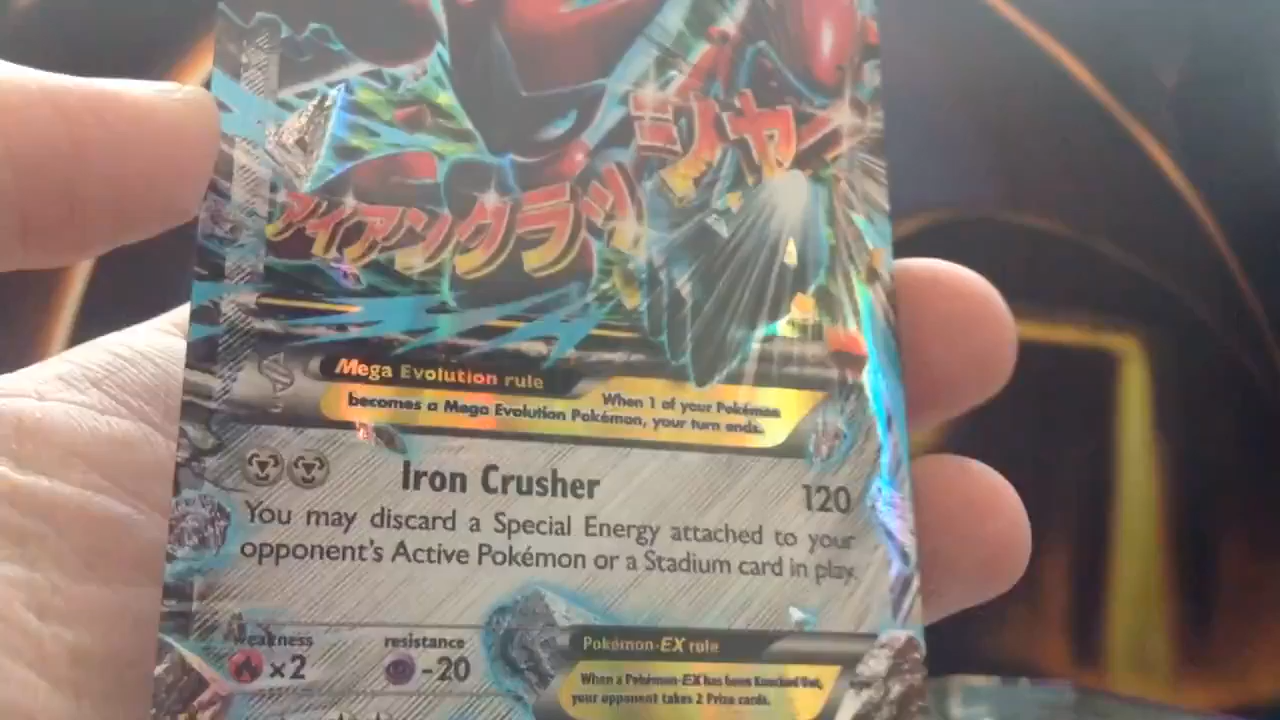 アイアンクラッシャー
Mega Evolution rule
When 1 of your Pokémon
becomes a Mega Evolution Pokémon, your turn ends.
Iron Crusher 120
You may discard a Special Energy attached to your
opponent's Active Pokémon or a Stadium card in play.
weakness resistance
×2 -20
Pokémon-EX rule
When a Pokémon-EX has been Knocked Out,
your opponent takes 2 Prize cards.